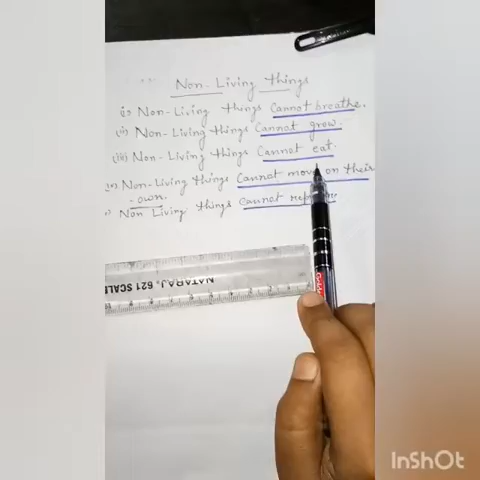 Non-Living things
(i) Non-Living things Cannot breathe.
(ii) Non-Living things Cannot grow.
(iii) Non-Living things Cannot eat.
(iv) Non-Living things Cannot move on their
own.
Non Living things Cannot
NATARAJ. 621 SCALE
InShOt